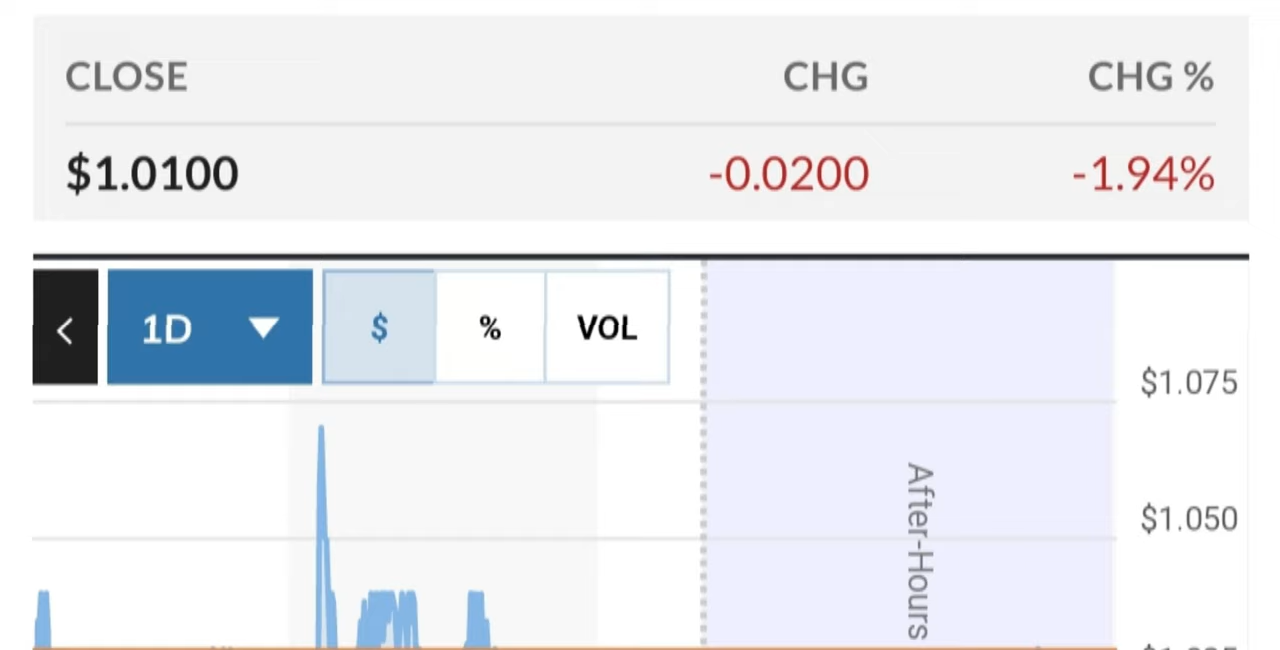 CLOSE CHG CHG %
$1.0100 -0.0200 -1.94%
1D $ % VOL
$1.075
$1.050
After-Hours